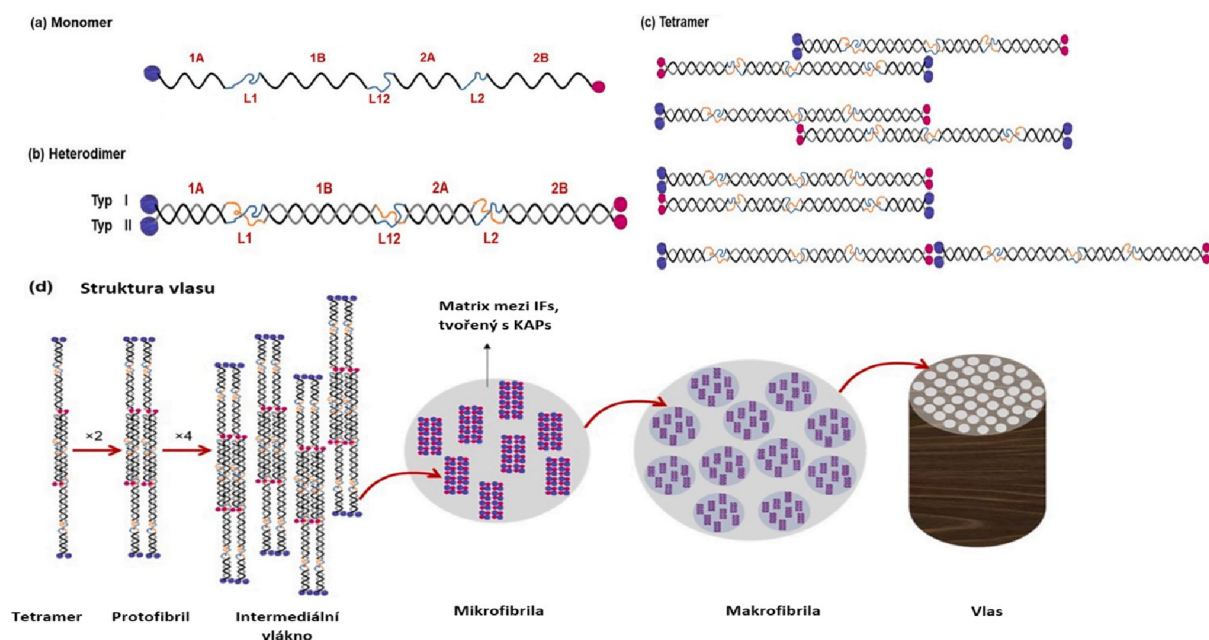 (a) Monomer
1A 1B 2A 2B
L1 L12 L2
(b) Heterodimer
1A 1B 2A 2B
Typ I
Typ II
L1 L12 L2
(c) Tetramer
(d) Struktura vlasu
Matrix mezi IFs,
tvořený s KAPs
×2 ×4
Tetramer Protofibril Intermediální
vlákno
Mikrofibrila Makrofibrila Vlas